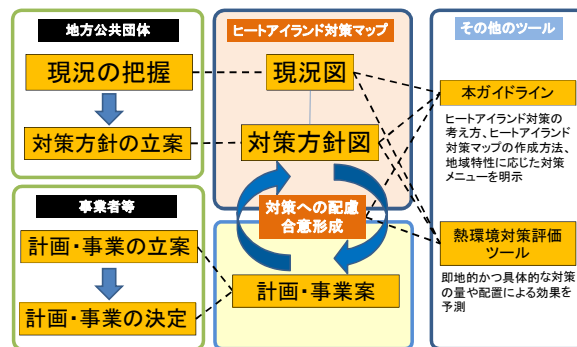 地方公共団体
現況の把握
対策方針の立案
事業者等
計画・事業の立案
計画・事業の決定
ヒートアイランド対策マップ
現況図
対策方針図
対策への配慮
合意形成
計画・事業案
その他のツール
本ガイドライン
ヒートアイランド対策の
考え方、ヒートアイランド
対策マップの作成方法、
地域特性に応じた対策
メニューを明示
熱環境対策評価
ツール
即地的かつ具体的な対策
の量や配置による効果を
予測